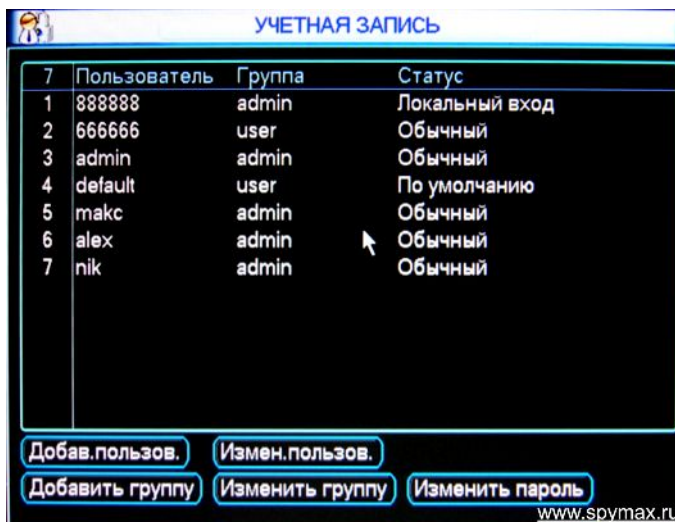 УЧЕТНАЯ ЗАПИСЬ
7 Пользователь Группа Статус
1 888888 admin Локальный вход
2 666666 user Обычный
3 admin admin Обычный
4 default user По умолчанию
5 макс admin Обычный
6 alex admin Обычный
7 nik admin Обычный
Добав.пользов. Измен.пользов.
Добавить группу Изменить группу Изменить пароль
www.spymax.ru